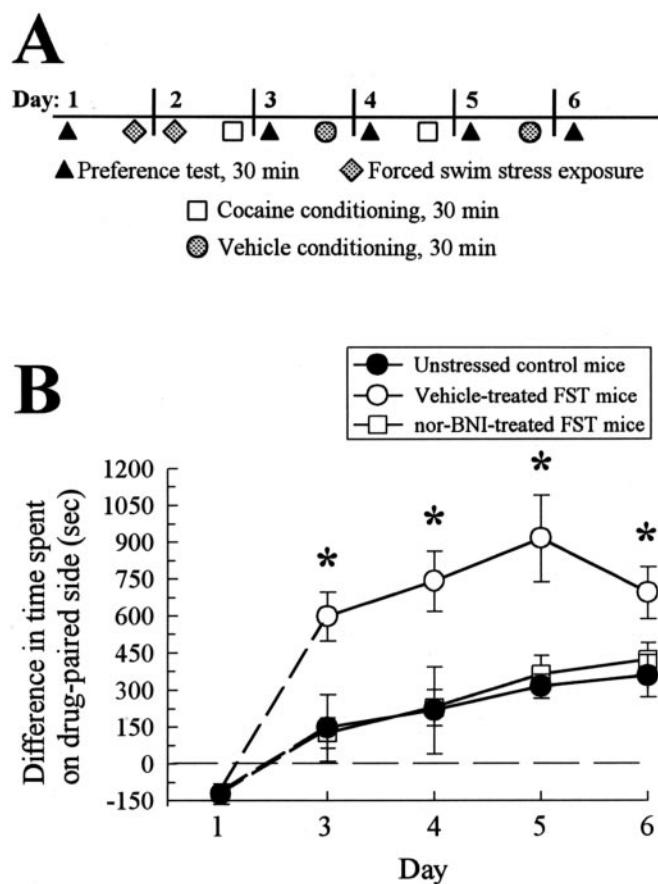 A
Day: 1 2 3 4 5 6
Preference test, 30 min Forced swim stress exposure
Cocaine conditioning, 30 min
Vehicle conditioning, 30 min
B
Unstressed control mice
Vehicle-treated FST mice
nor-BNI-treated FST mice
Difference in time spent
on drug-paired side (sec)
1200
1050
900
750
600
450
300
150
0
-150
* * * *
1 3 4 5 6
Day